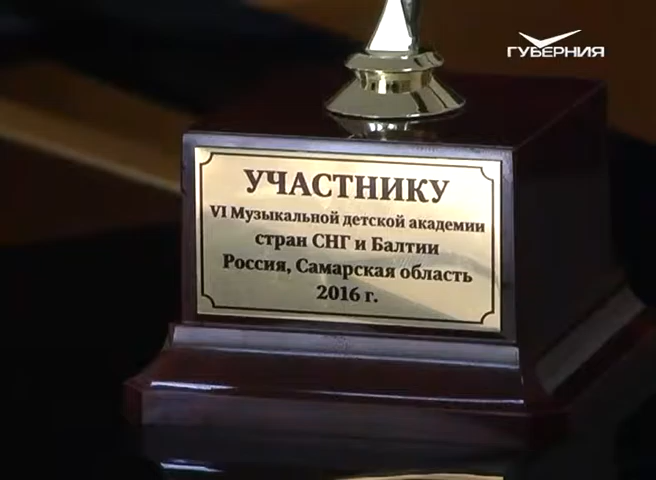 ГУБЕРНИЯ
УЧАСТНИКУ
VI Музыкальной детской академии
стран СНГ и Балтии
Россия, Самарская область
2016 г.